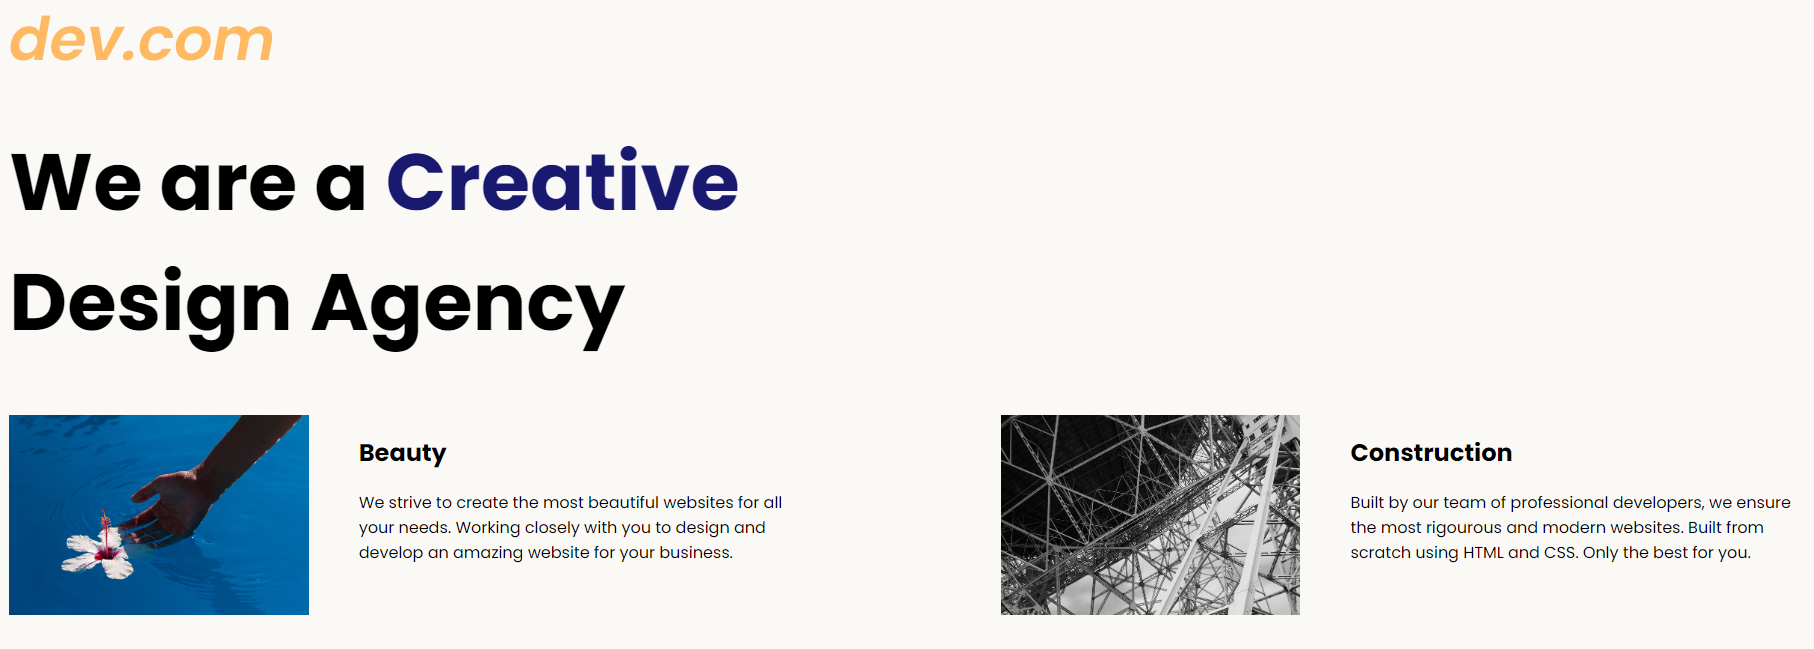 dev.com
We are a Creative
Design Agency
Beauty
We strive to create the most beautiful websites for all
your needs. Working closely with you to design and
develop an amazing website for your business.
Construction
Built by our team of professional developers, we ensure
the most rigourous and modern websites. Built from
scratch using HTML and CSS. Only the best for you.